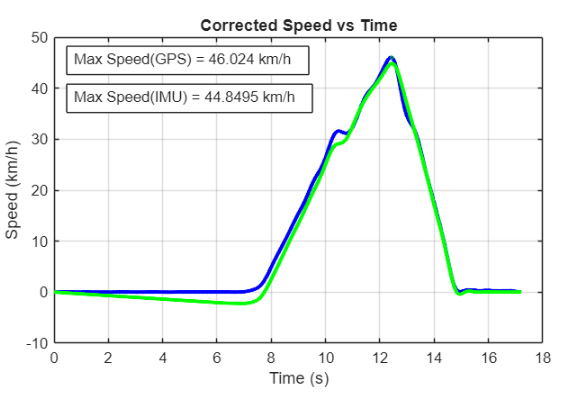 Corrected Speed vs Time
50
Max Speed(GPS) = 46.024 km/h
40
Max Speed(IMU) = 44.8495 km/h
30
20
10
0
-10
Speed (km/h)
0 2 4 6 8 10 12 14 16 18
Time (s)